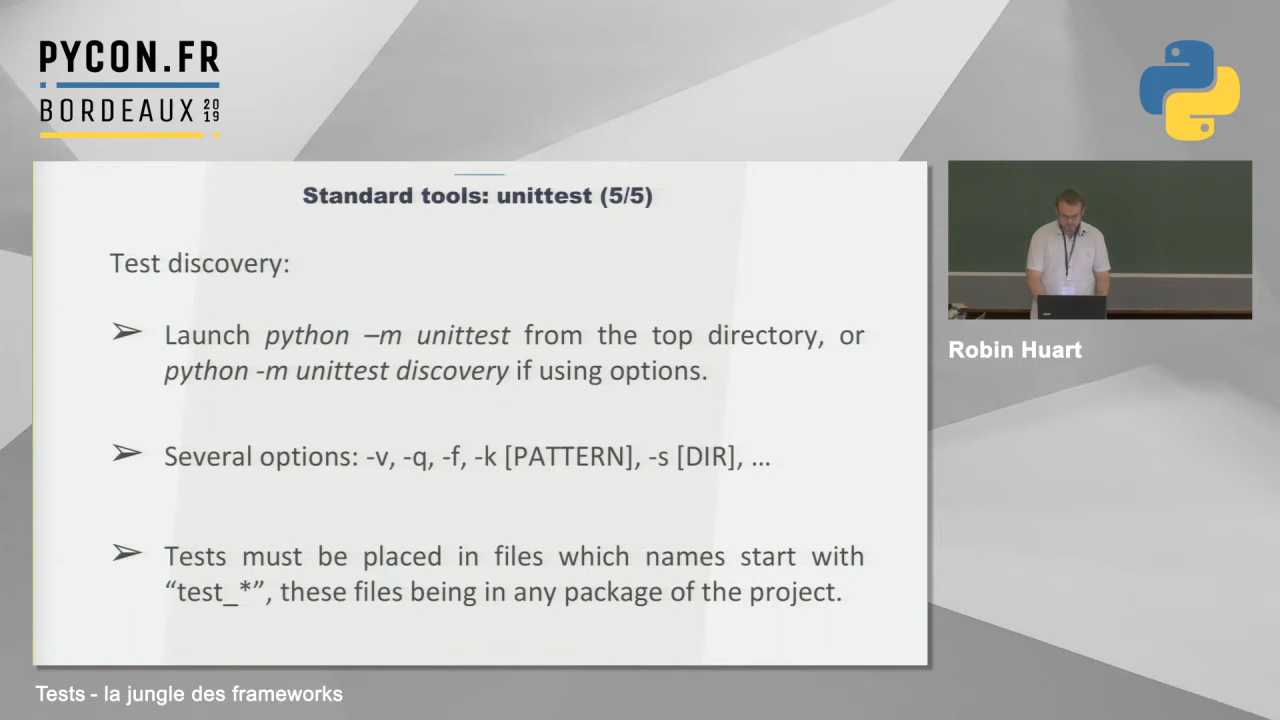 PYCON.FR
BORDEAUX 2019
Standard tools: unittest (5/5)
Test discovery:
➢ Launch python –m unittest from the top directory, or
python -m unittest discovery if using options.
➢ Several options: -v, -q, -f, -k [PATTERN], -s [DIR], ...
➢ Tests must be placed in files which names start with
“test_*”, these files being in any package of the project.
Robin Huart
Tests - la jungle des frameworks